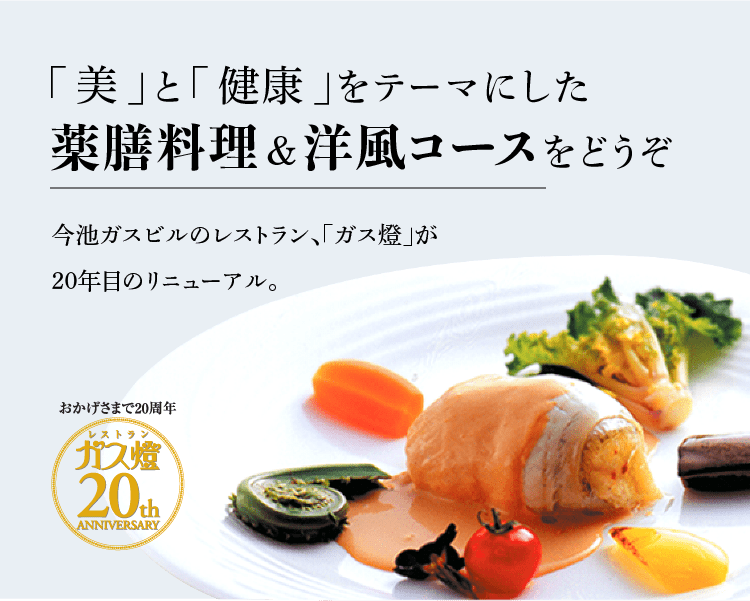 「美」と「健康」をテーマにした
薬膳料理&洋風コースをどうぞ
今池ガスビルのレストラン、「ガス燈」が
20年目のリニューアル。
おかげさまで20周年
レストラン
ガス燈
20th
ANNIVERSARY